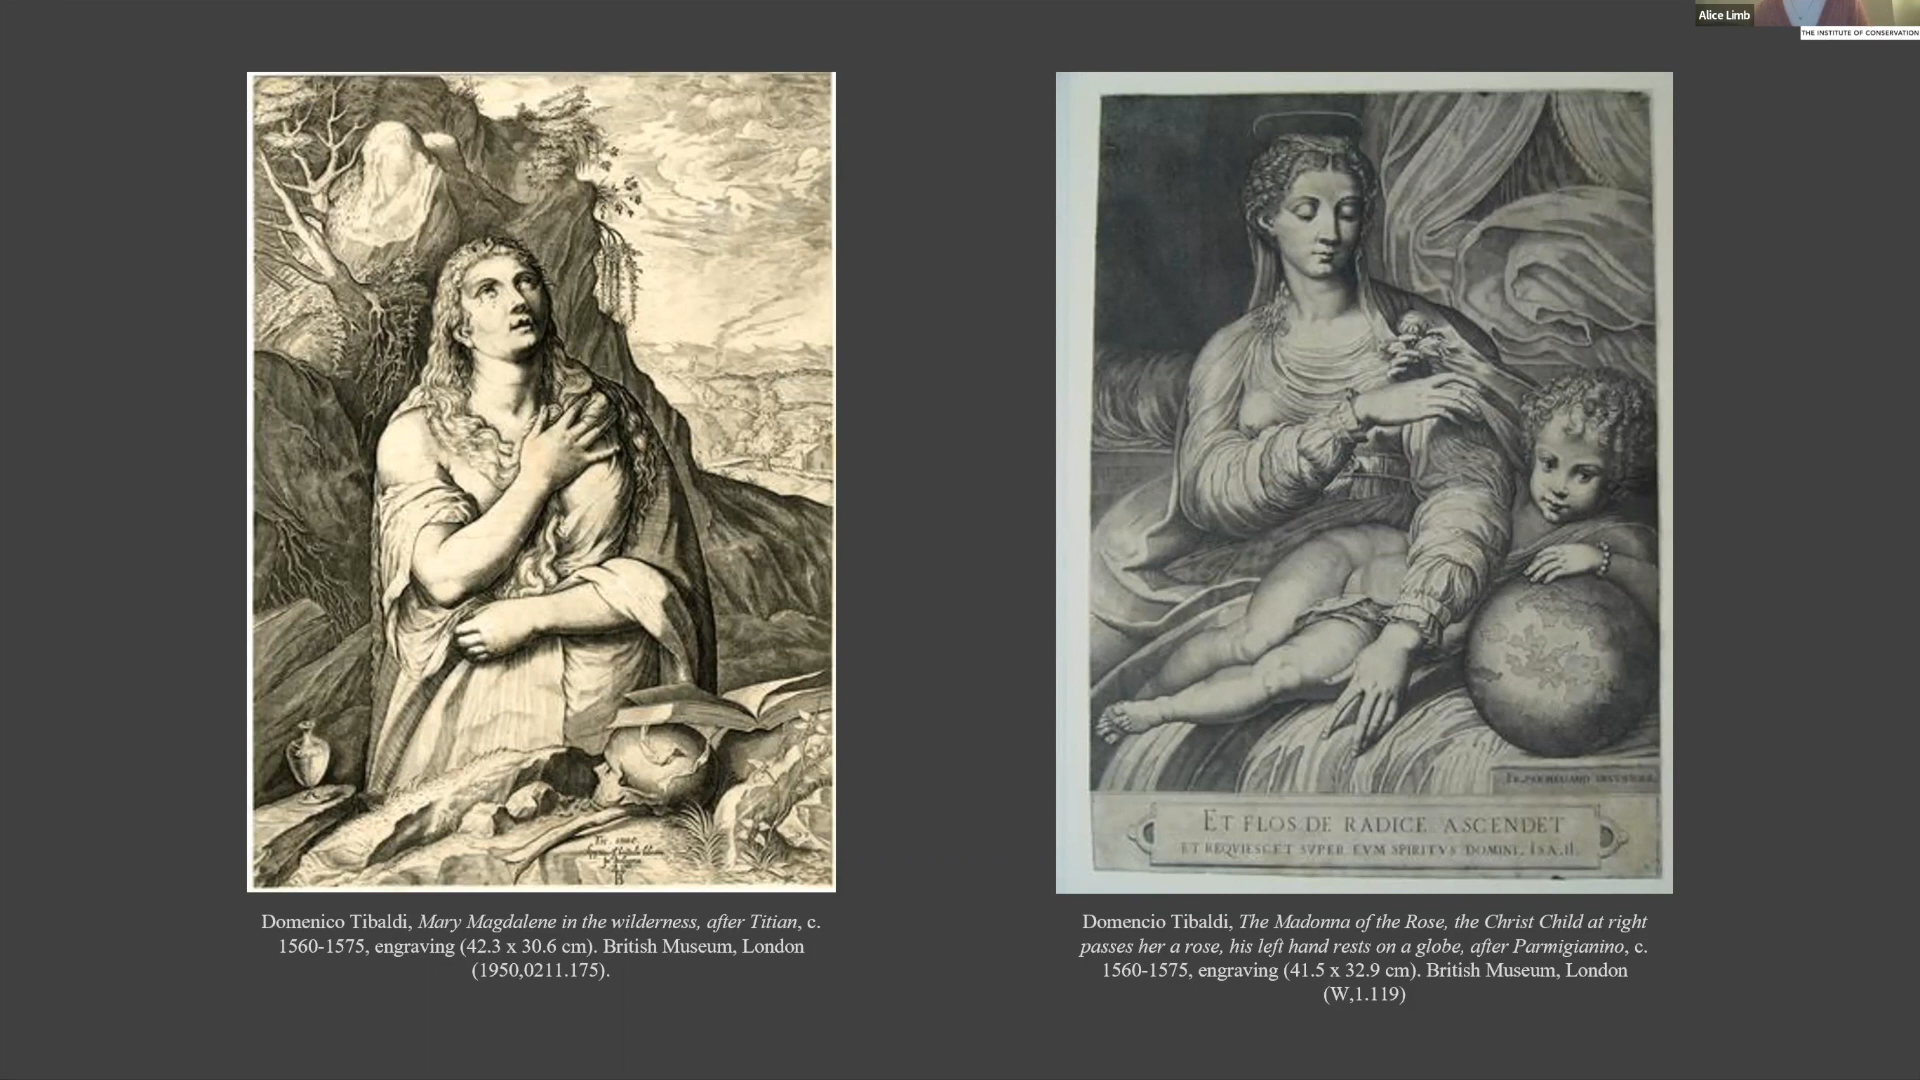 Alice Limb
THE INSTITUTE OF CONSERVATION
ET FLOS DE RADICE ASCENDET
ET REQVIESCET SVPER EVM SPIRITVS DOMINI. ISA.II.
Domenico Tibaldi, Mary Magdalene in the wilderness, after Titian, c.
1560-1575, engraving (42.3 x 30.6 cm). British Museum, London
(1950,0211.175).
Domencio Tibaldi, The Madonna of the Rose, the Christ Child at right
passes her a rose, his left hand rests on a globe, after Parmigianino, c.
1560-1575, engraving (41.5 x 32.9 cm). British Museum, London
(W,1.119)